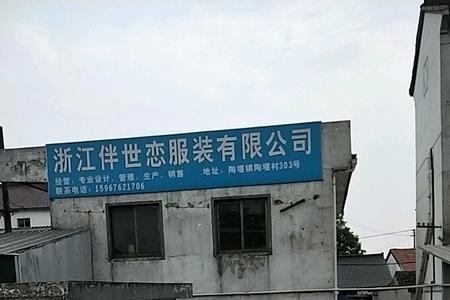 浙江伴世恋服装有限公司
经营：专业设计、管理、生产、销售 地址：陶堰镇陶堰村303号
联系电话：15967621706